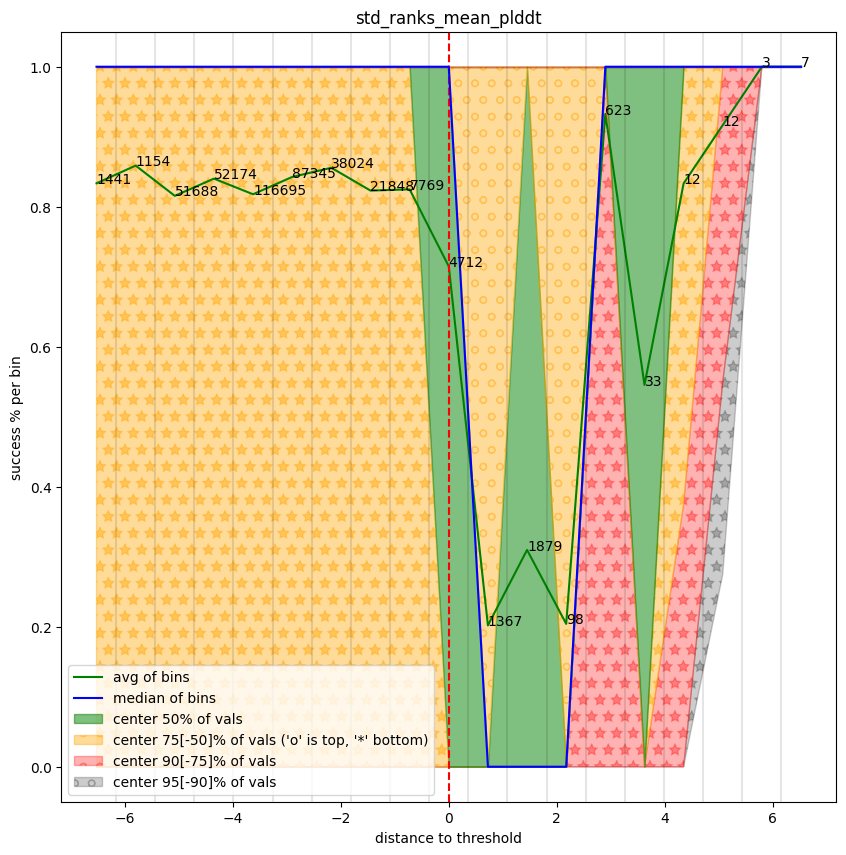 std_ranks_mean_plddt
1.0
0.8
0.6
0.4
0.2
0.0
success % per bin
1441
1154
51688
52174
116695
87345
38024
21848
7769
4712
1367
1879
98
623
33
12
12
3
7
avg of bins
median of bins
center 50% of vals
center 75[-50]% of vals ('o' is top, '*' bottom)
center 90[-75]% of vals
center 95[-90]% of vals
−6 −4 −2 0 2 4 6
distance to threshold